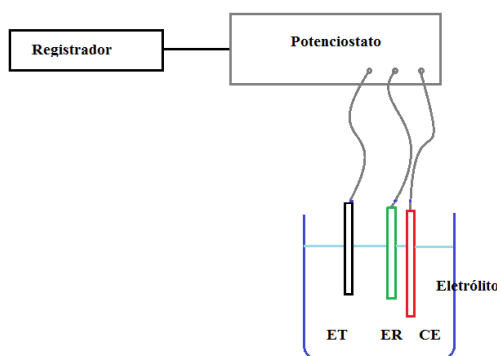 Potenciostato
Registrador
Eletrólito
ET ER CE